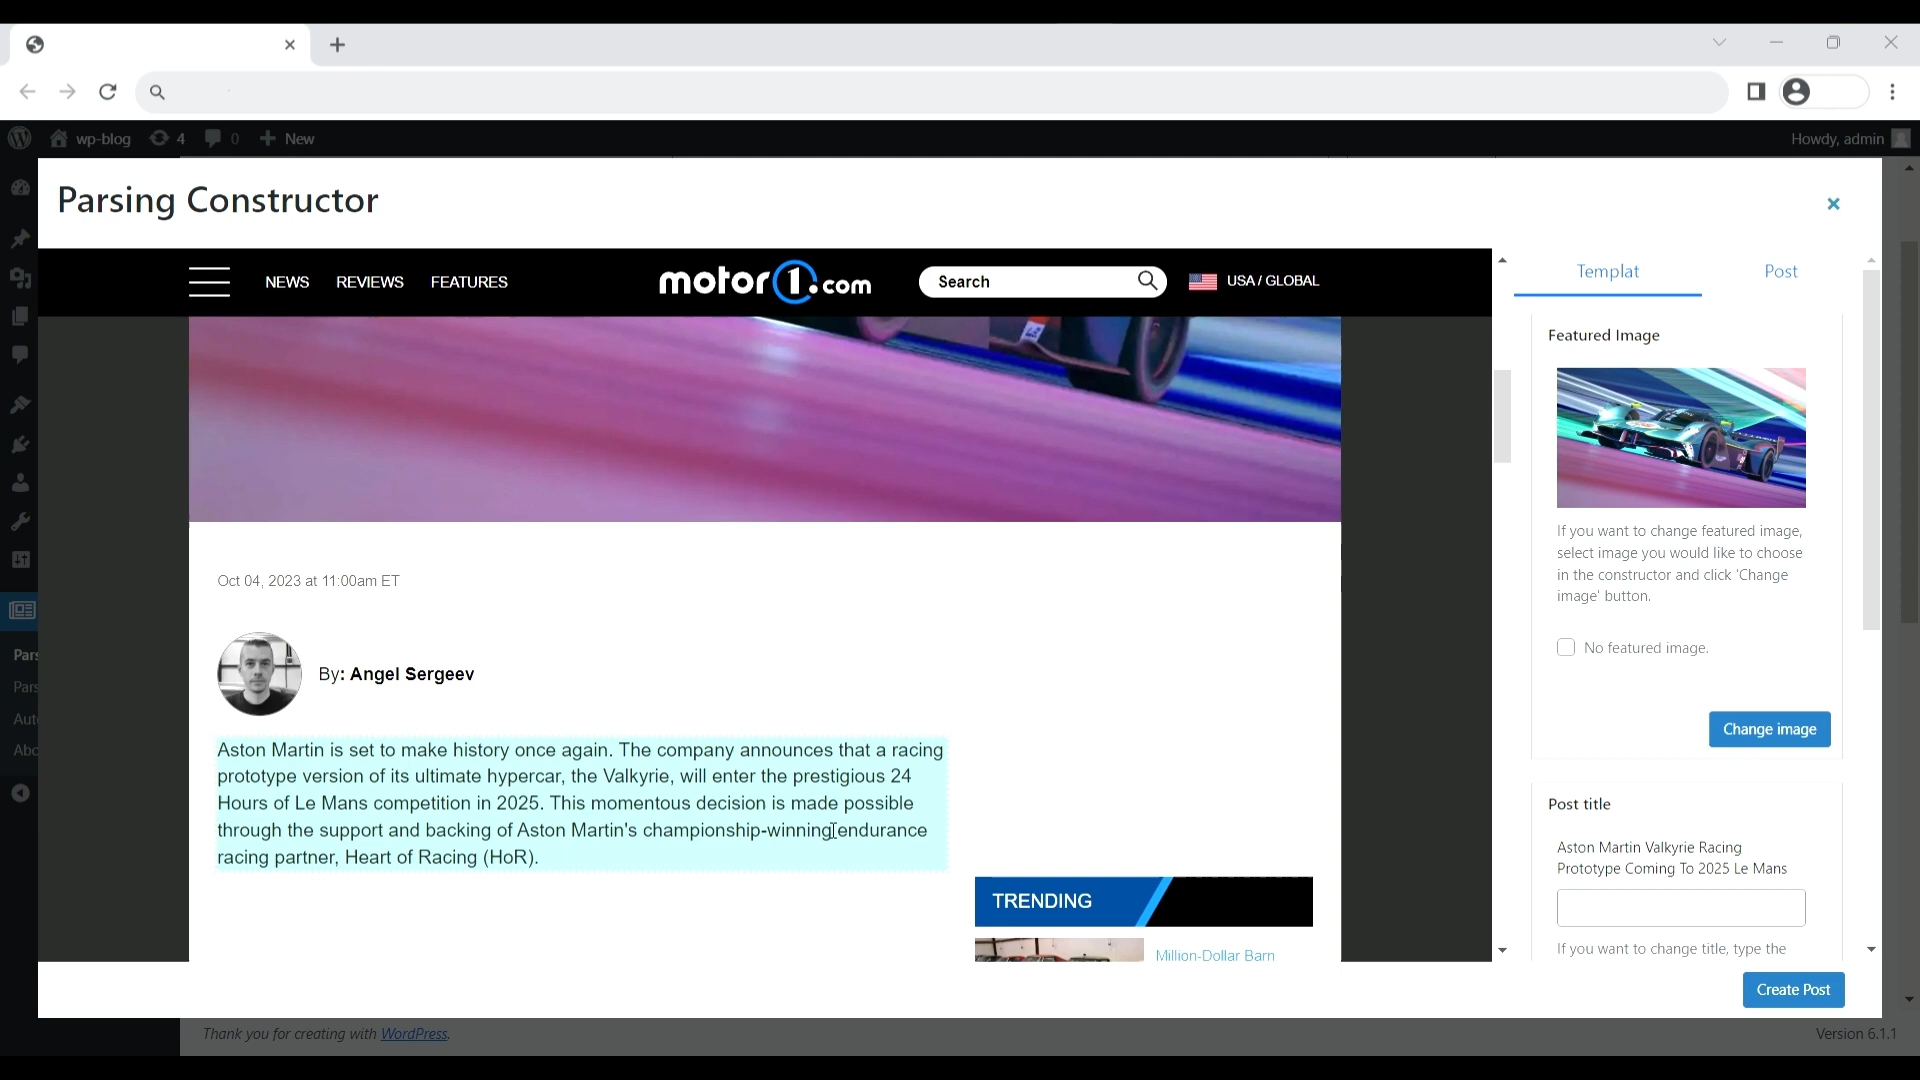 wp-blog 4 0 New Howdy, admin
Parsing Constructor
NEWS REVIEWS FEATURES motor1.com Search USA / GLOBAL
Templat Post
Featured Image
If you want to change featured image,
select image you would like to choose
in the constructor and click 'Change
image' button.
No featured image.
Change image
Oct 04, 2023 at 11:00am ET
By: Angel Sergeev
Aston Martin is set to make history once again. The company announces that a racing
prototype version of its ultimate hypercar, the Valkyrie, will enter the prestigious 24
Hours of Le Mans competition in 2025. This momentous decision is made possible
through the support and backing of Aston Martin's championship-winning endurance
racing partner, Heart of Racing (HoR).
TRENDING
Million-Dollar Barn
Post title
Aston Martin Valkyrie Racing
Prototype Coming To 2025 Le Mans
If you want to change title, type the
Create Post
Pars
Pars
Aut
Abo
Thank you for creating with WordPress.
Version 6.1.1